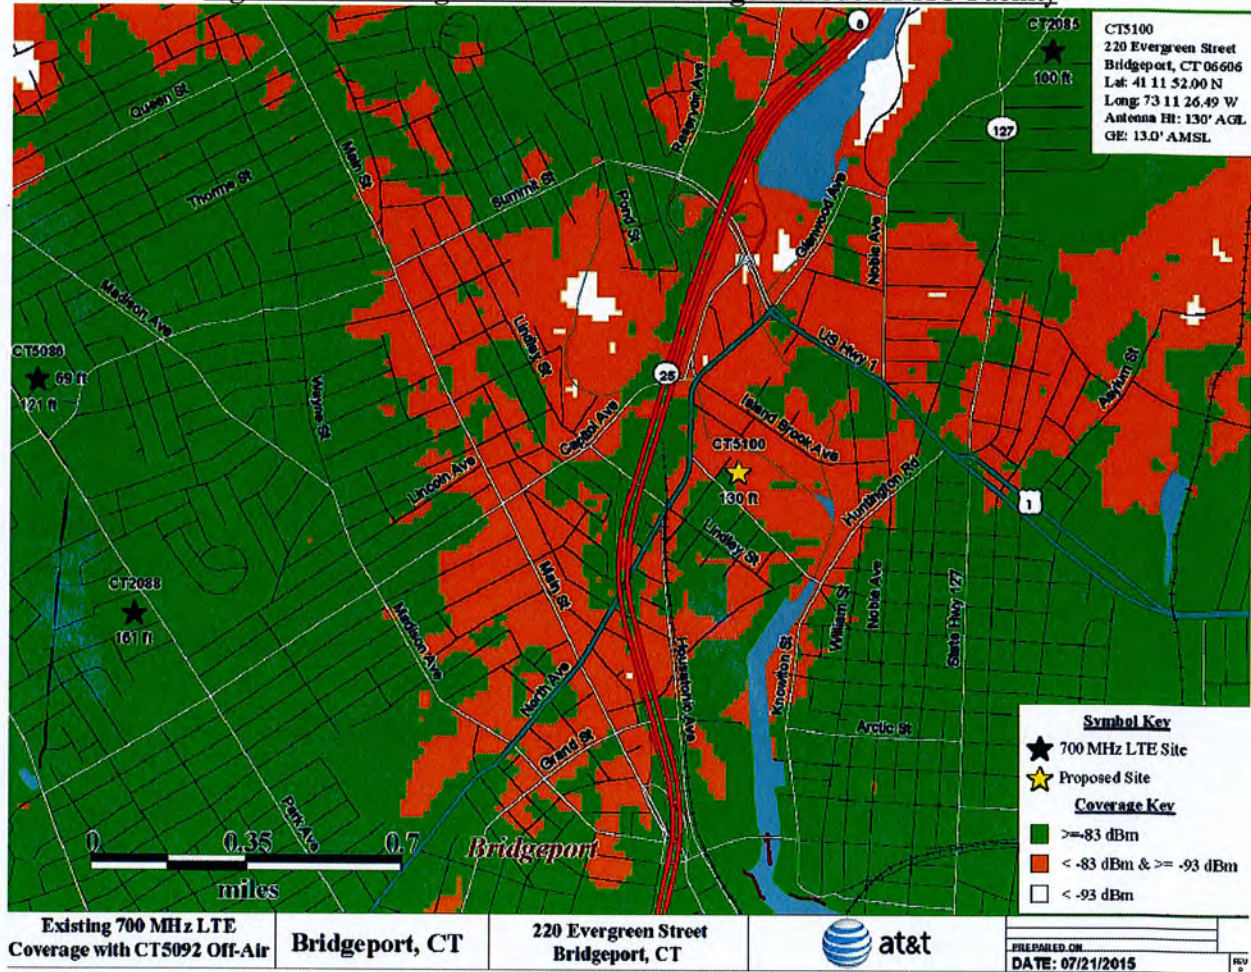 CT5100
220 Evergreen Street
Bridgeport, CT 06606
Lat: 41 11 52.00 N
Long: 73 11 26.49 W
Antenna Ht: 130' AGL
GE: 13.0' AMSL
CT2085
100 ft
8
127
Queen St
Main St
Reservoir Ave
Thorme St
Summit St
Pond St
Glenwood Ave
Noble Ave
Madison Ave
Lindley St
US Hwy 1
CT5086
69 ft
121 ft
25
Wayne St
Capitol Ave
Island Brook Ave
Asylum St
CT5100
130 ft
Lincoln Ave
Huntington Rd
1
Lindley St
CT2088
161 ft
Main St
William St
Noble Ave
State Hwy 127
Madison Ave
North Ave
Housatonic Ave
Knowlton St
Arctic St
Grand St
Park Ave
Bridgeport
0 0.35 0.7
miles
Symbol Key
700 MHz LTE Site
Proposed Site
Coverage Key
>=-83 dBm
< -83 dBm & >= -93 dBm
< -93 dBm
Existing 700 MHz LTE
Coverage with CT5092 Off-Air
Bridgeport, CT
220 Evergreen Street
Bridgeport, CT
at&t
PREPARED ON
DATE: 07/21/2015
REV